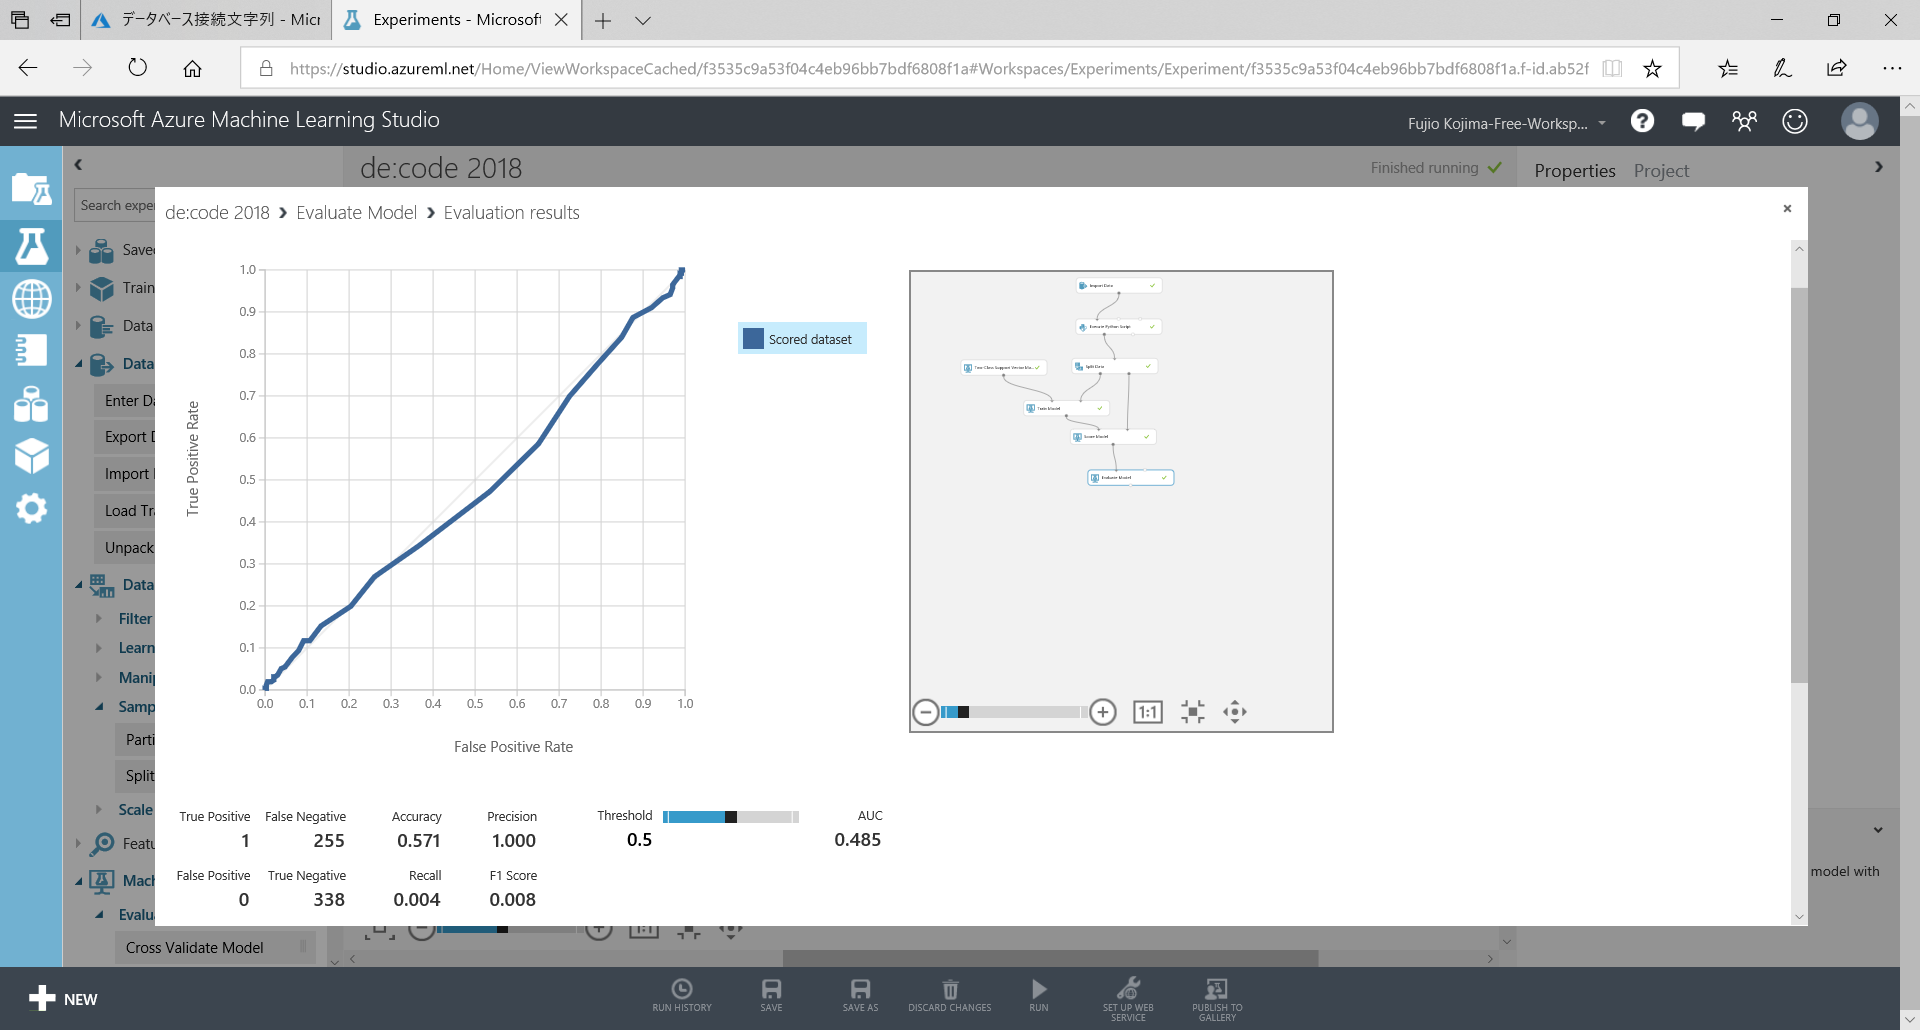 データベース接続文字列 - Micr
Experiments - Microsoft
https://studio.azureml.net/Home/ViewWorkspaceCached/f3535c9a53f04c4eb96bb7bdf6808f1a#Workspaces/Experiments/Experiment/f3535c9a53f04c4eb96bb7bdf6808f1a.f-id.ab52f
Microsoft Azure Machine Learning Studio
Fujio Kojima-Free-Worksp...
de:code 2018
Finished running
Properties
Project
Search expe
de:code 2018 > Evaluate Model > Evaluation results
Save
Train
Data
Data
Enter Da
Export D
Import
Load Tra
Unpack
Data
Filter
Learn
Manip
Samp
Parti
Split
Scale
Featu
Mach
Evalu
Cross Validate Model
True Positive Rate
1.0
0.9
0.8
0.7
0.6
0.5
0.4
0.3
0.2
0.1
0.0
0.0 0.1 0.2 0.3 0.4 0.5 0.6 0.7 0.8 0.9 1.0
False Positive Rate
Scored dataset
Import Data
Execute Python Script
Two-Class Support Vector Ma...
Split Data
Train Model
Score Model
Evaluate Model
1:1
True Positive False Negative Accuracy Precision Threshold AUC
1 255 0.571 1.000 0.5 0.485
False Positive True Negative Recall F1 Score
0 338 0.004 0.008
model with
1:1
NEW
RUN HISTORY
SAVE
SAVE AS
DISCARD CHANGES
RUN
SET UP WEB
SERVICE
PUBLISH TO
GALLERY